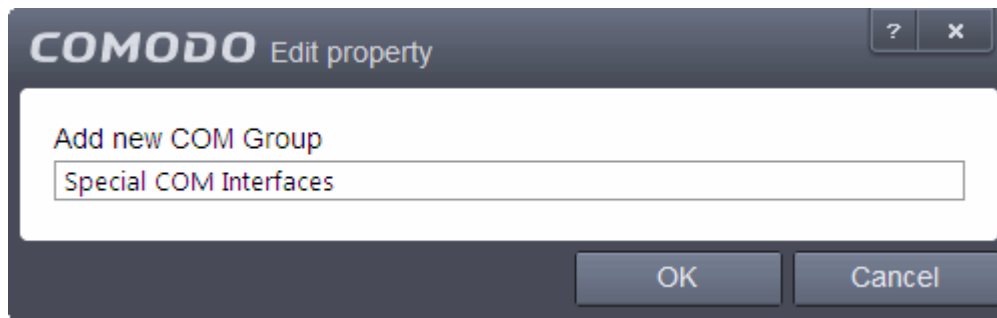 COMODO Edit property
? ×
Add new COM Group
Special COM Interfaces
OK Cancel